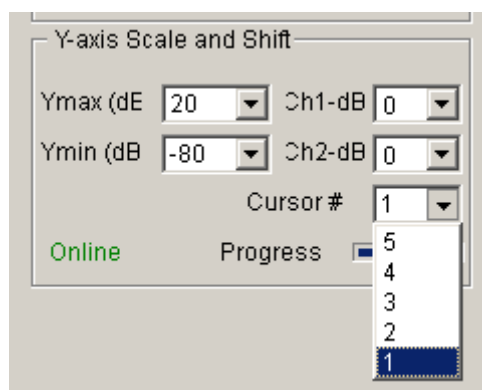 Y-axis Scale and Shift
Ymax (dE 20 Ch1-dB 0
Ymin (dB -80 Ch2-dB 0
Cursor # 1
Online Progress
5
4
3
2
1